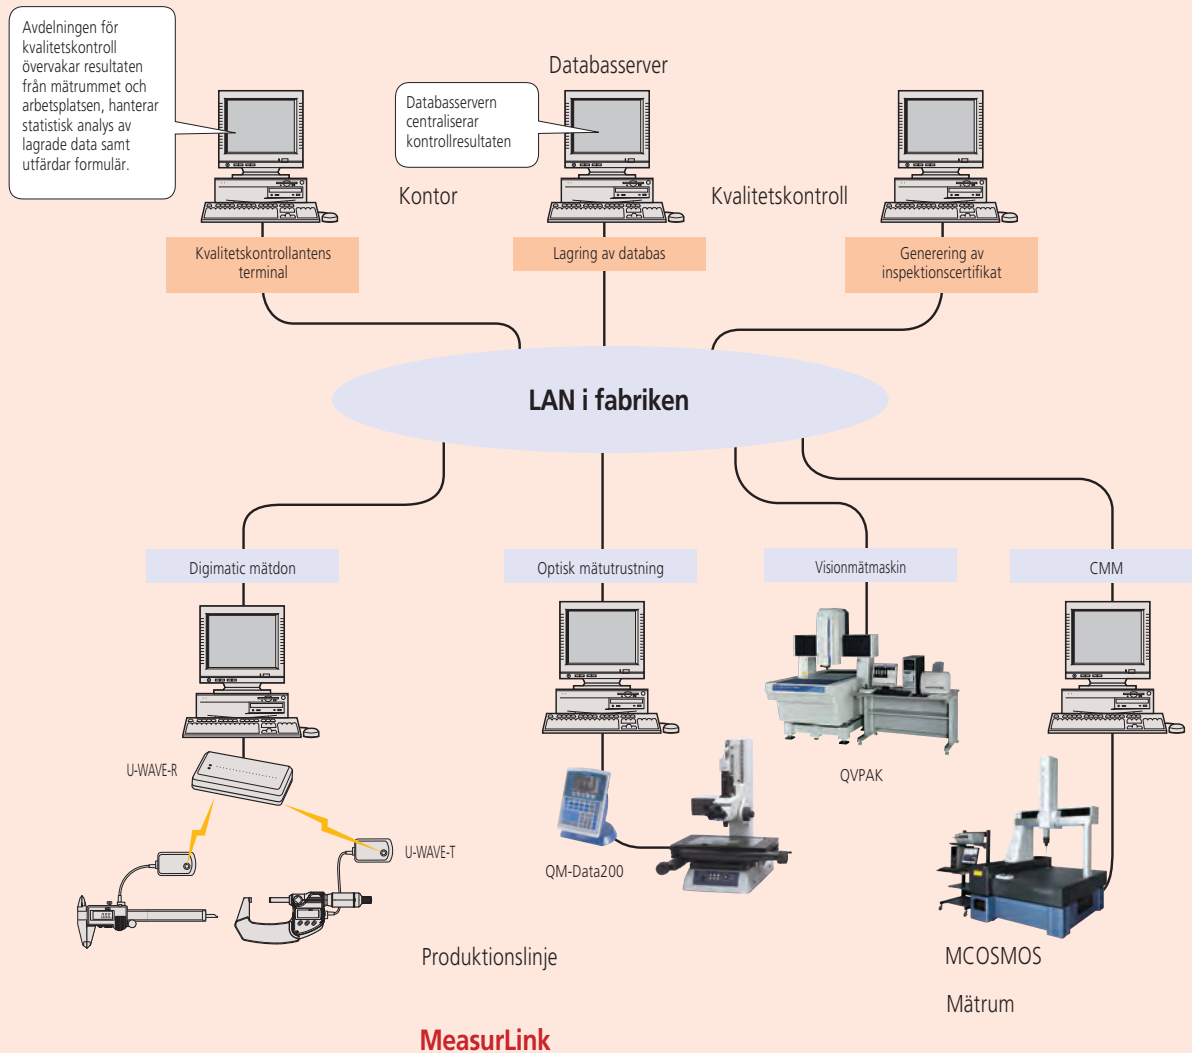 Avdelningen för
kvalitetskontroll
övervakar resultaten
från mätrummet och
arbetsplatsen, hanterar
statistisk analys av
lagrade data samt
utfärdar formulär.
Databasserver
Databasservern
centraliserar
kontrollresultaten
Kontor
Kvalitetskontroll
Kvalitetskontrollantens
terminal
Lagring av databas
Generering av
inspektionscertifikat
LAN i fabriken
Digimatic mätdon
Optisk mätutrustning
Visionmätmaskin
CMM
U-WAVE-R
U-WAVE-T
QM-Data200
QVPAK
Produktionslinje
MCOSMOS
Mätrum
MeasurLink